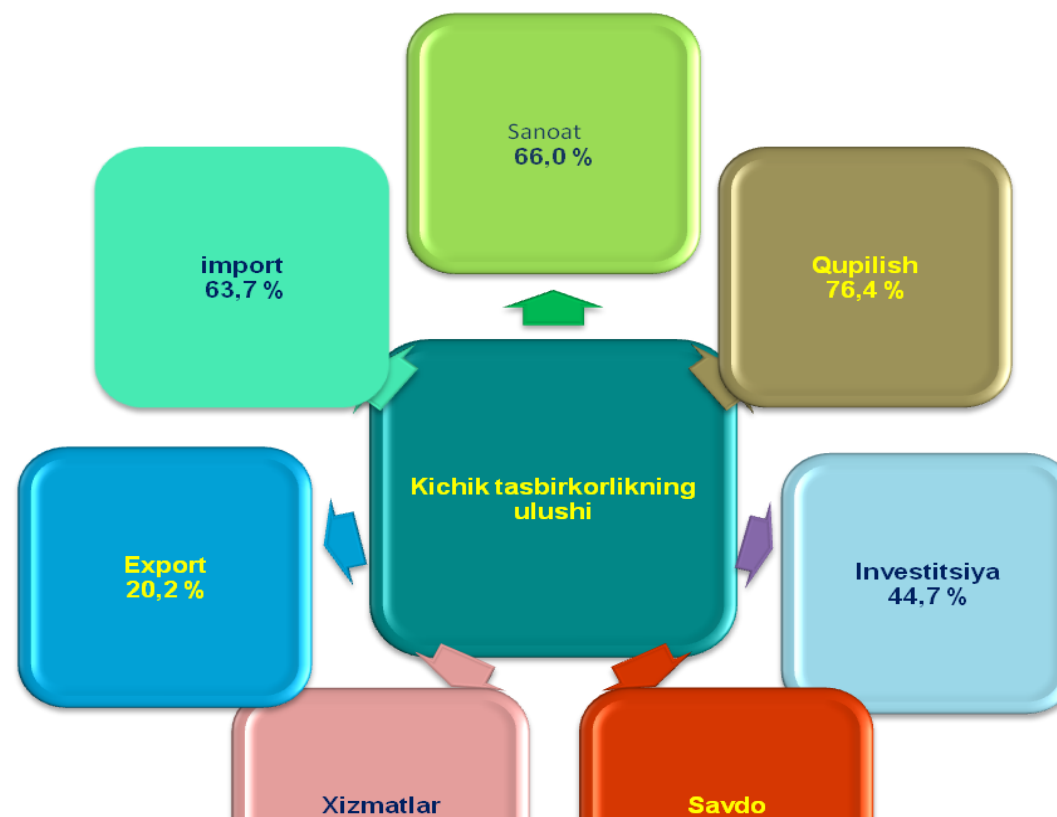 Sanoat
66,0 %
import
63,7 %
Qupilish
76,4 %
Kichik tasbirkorlikning
ulushi
Export
20,2 %
Investitsiya
44,7 %
Xizmatlar
Savdo